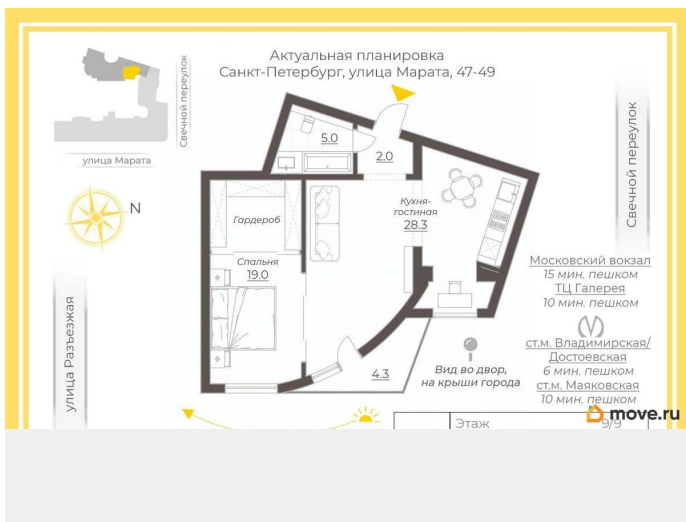 Актуальная планировка
Санкт-Петербург, улица Марата, 47-49
Свечной переулок
улица Марата
N
улица Разъезжая
5.0
2.0
Гардероб
Спальня
19.0
Кухня-
гостиная
28.3
4.3
Вид во двор,
на крыши города
Свечной переулок
Московский вокзал
15 мин. пешком
ТЦ Галерея
10 мин. пешком
ст.м. Владимирская/
Достоевская
6 мин. пешком
ст.м. Маяковская
10 мин. пешком
Этаж 9/9
move.ru